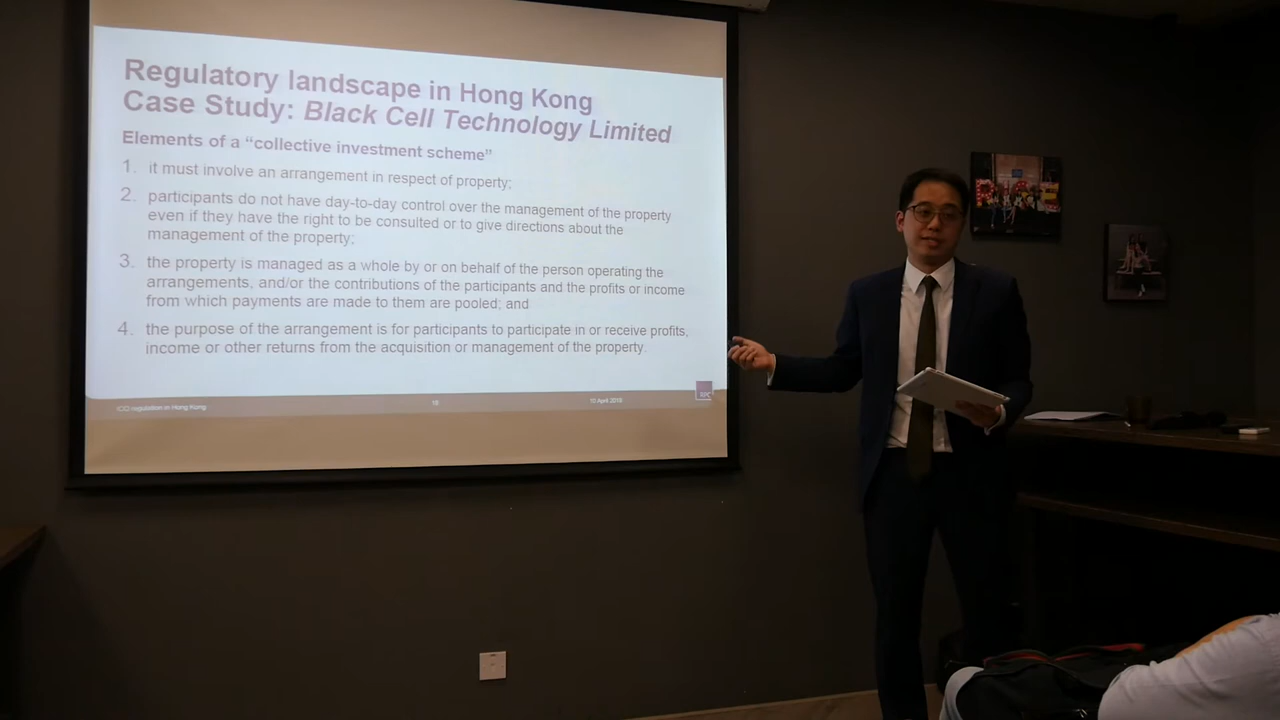 Regulatory landscape in Hong Kong
Case Study: Black Cell Technology Limited
Elements of a “collective investment scheme”
1. it must involve an arrangement in respect of property;
2. participants do not have day-to-day control over the management of the property
even if they have the right to be consulted or to give directions about the
management of the property;
3. the property is managed as a whole by or on behalf of the person operating the
arrangements, and/or the contributions of the participants and the profits or income
from which payments are made to them are pooled; and
4. the purpose of the arrangement is for participants to participate in or receive profits,
income or other returns from the acquisition or management of the property.
ICO regulation in Hong Kong
RPC